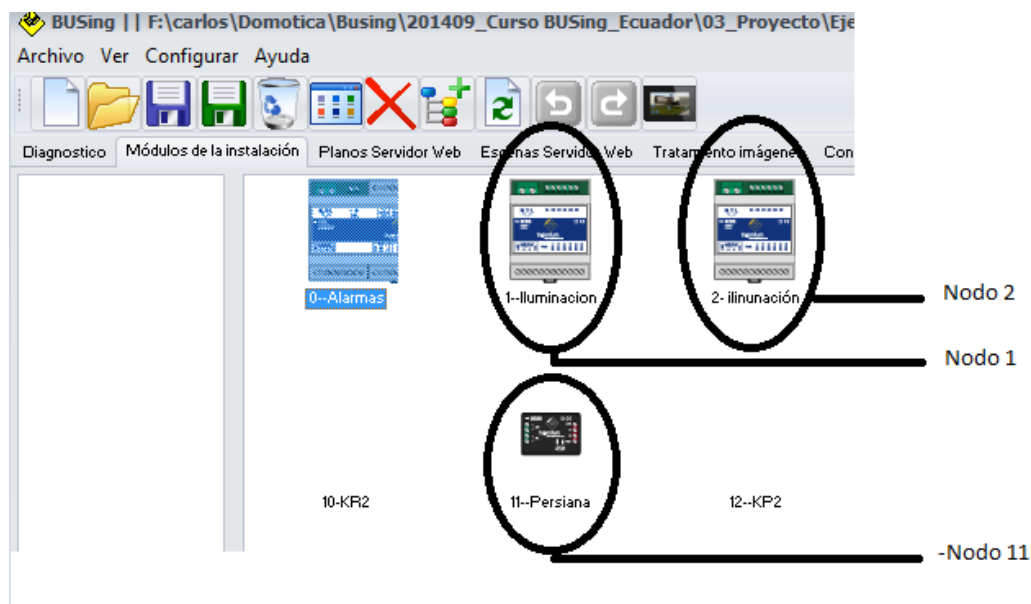 BUSing || F:\carlos\Domotica\Busing\201409_Curso BUSing_Ecuador\03_Proyecto\Eje
Archivo Ver Configurar Ayuda
Diagnostico Módulos de la instalación Planos Servidor Web Escenas Servidor Web Tratamiento imágenes Con
0--Alarmas 1--Iluminacion 2- ilinunación
Nodo 2
Nodo 1
10-KR2 11--Persiana 12--KP2
-Nodo 11